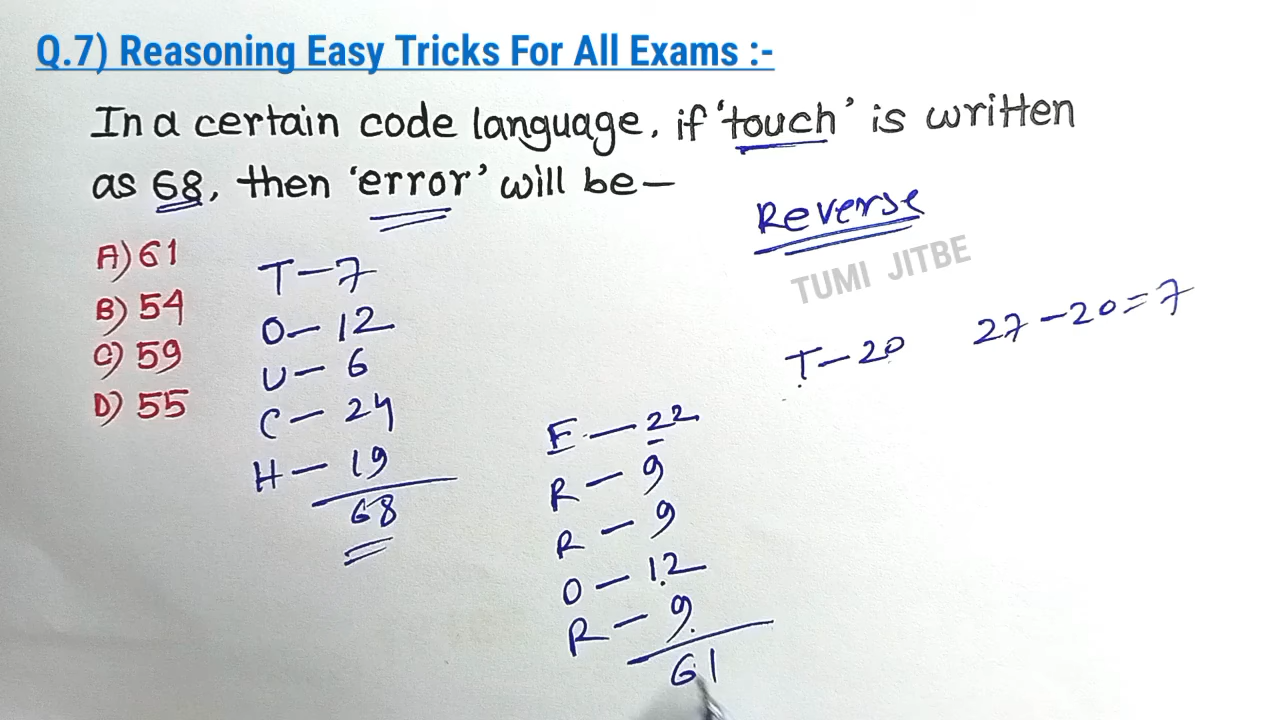 Q.7) Reasoning Easy Tricks For All Exams :-
In a certain code language, if 'touch' is written
as 68, then 'error' will be—
Reverse
TUMI JITBE
A) 61
B) 54
C) 59
D) 55
T—7
O—12
U—6
C—24
H—19
68
T—20 27—20=7
E—22
R—9
R—9
O—12
R—9
61